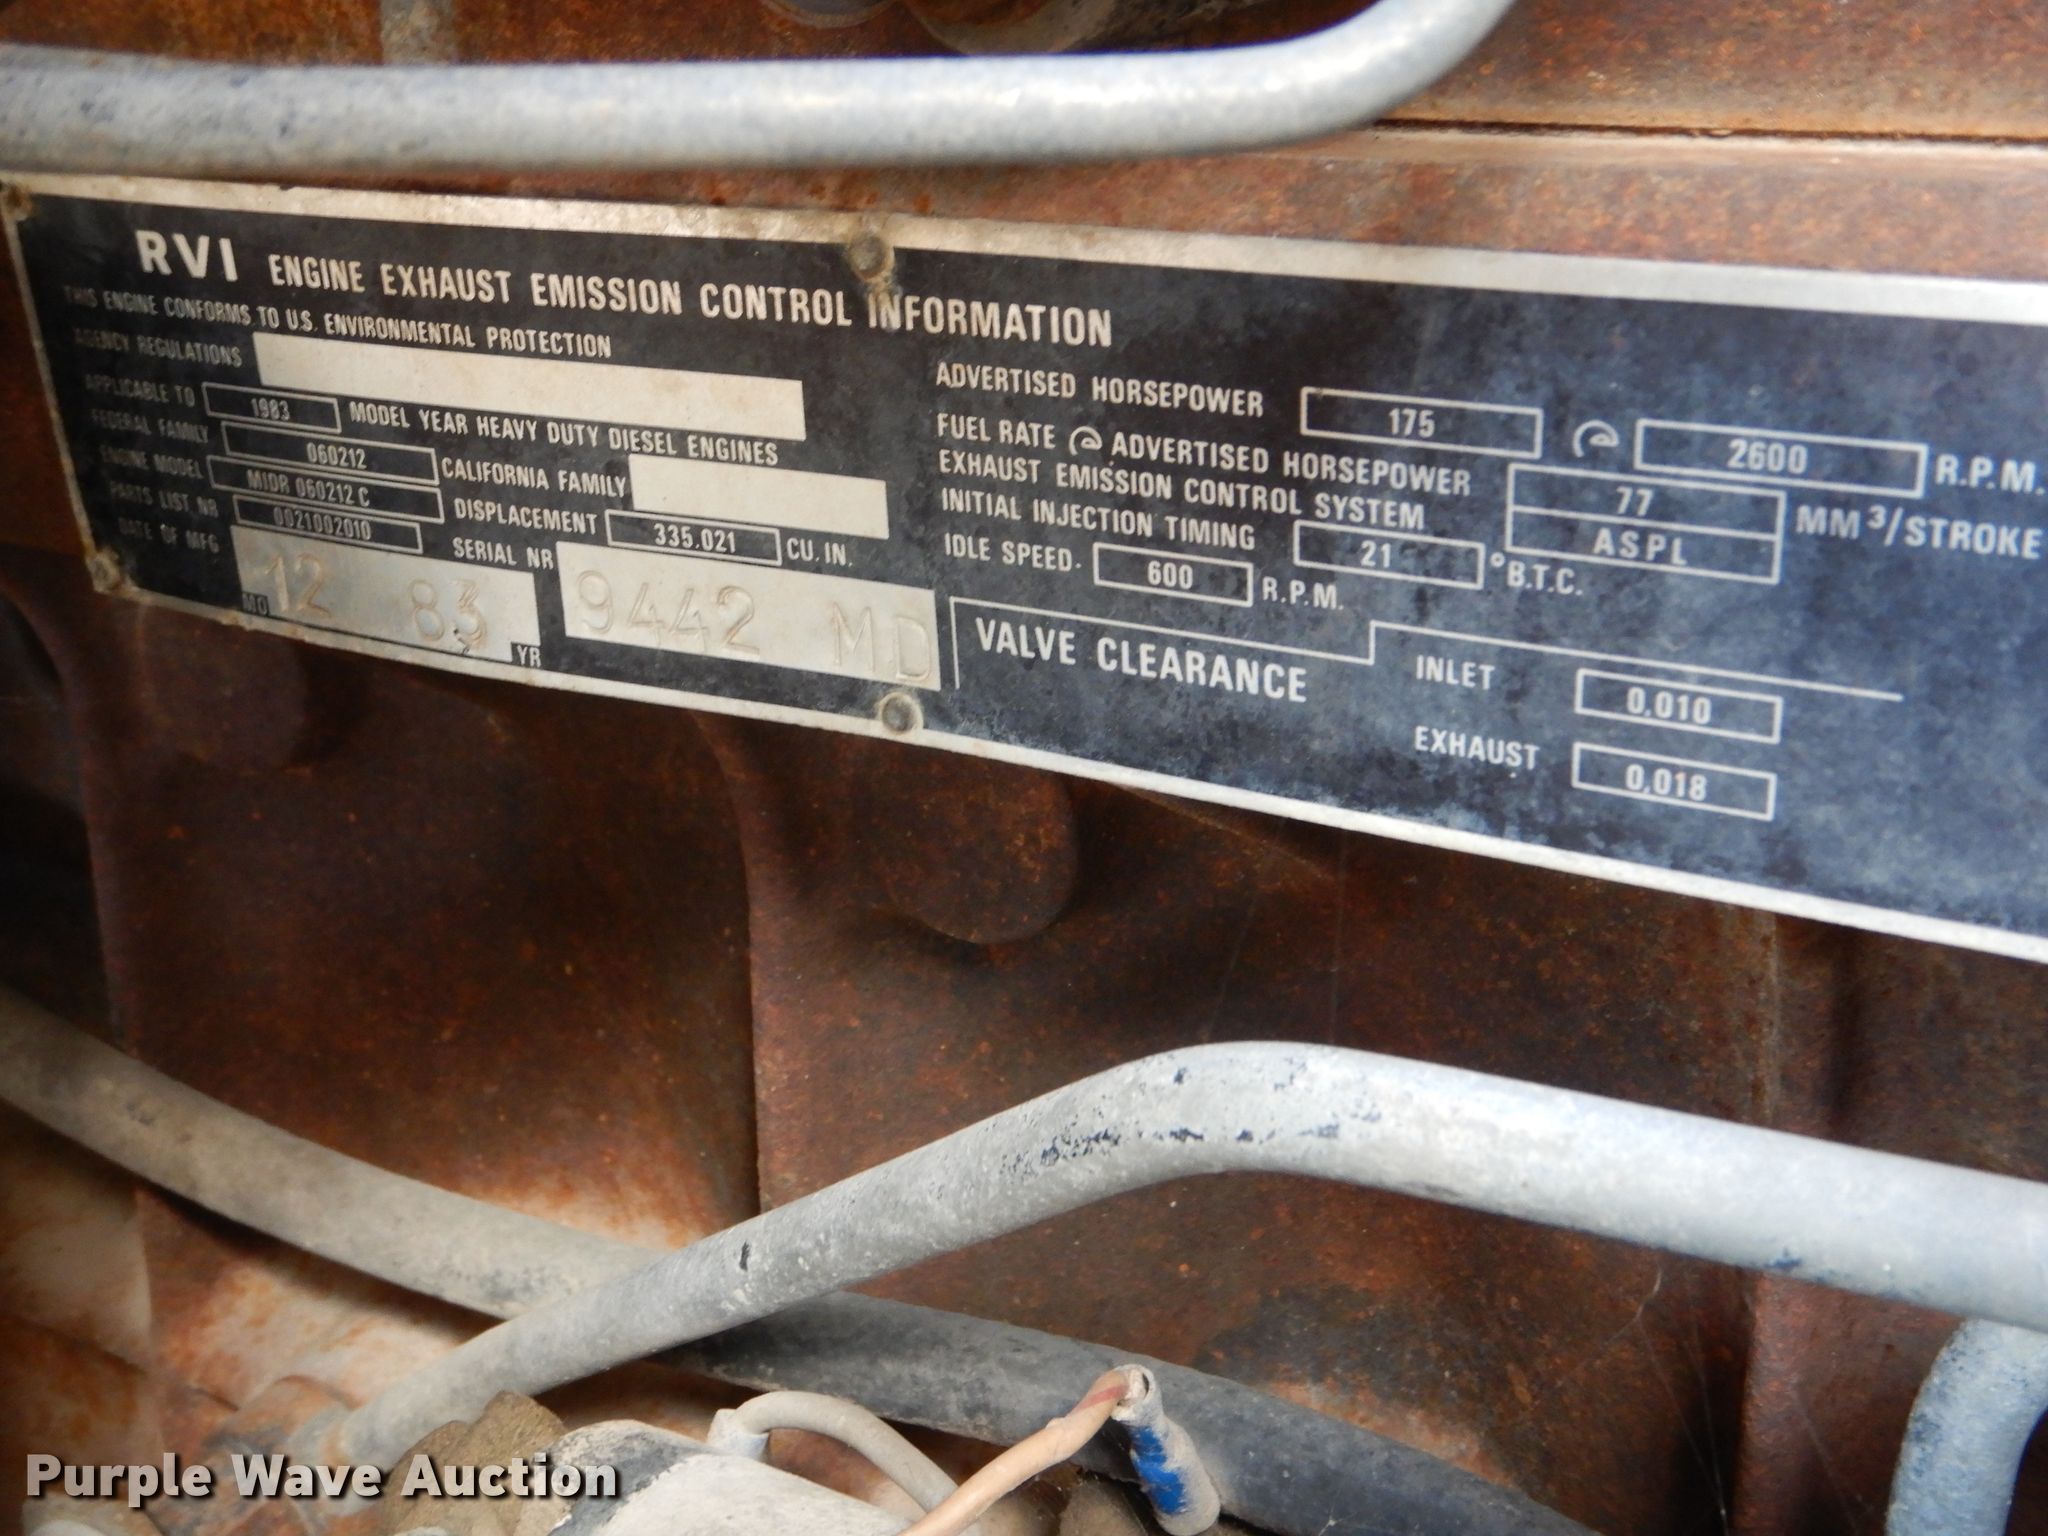 RVI ENGINE EXHAUST EMISSION CONTROL INFORMATION
THIS ENGINE CONFORMS TO U.S. ENVIRONMENTAL PROTECTION
AGENCY REGULATIONS
APPLICABLE TO 1983 MODEL YEAR HEAVY DUTY DIESEL ENGINES
FEDERAL FAMILY 060212 CALIFORNIA FAMILY
ENGINE MODEL MIDR 060212 C DISPLACEMENT 335.021 CU. IN.
PARTS LIST NR 0021002010 SERIAL NR 9442 MD
DATE OF MFG MO 12 83 YR
ADVERTISED HORSEPOWER 175 @ 2600 R.P.M.
FUEL RATE @ ADVERTISED HORSEPOWER 77 MM³/STROKE
EXHAUST EMISSION CONTROL SYSTEM ASPL
INITIAL INJECTION TIMING 21 °B.T.C.
IDLE SPEED. 600 R.P.M.
VALVE CLEARANCE INLET 0.010
EXHAUST 0.018
Purple Wave Auction